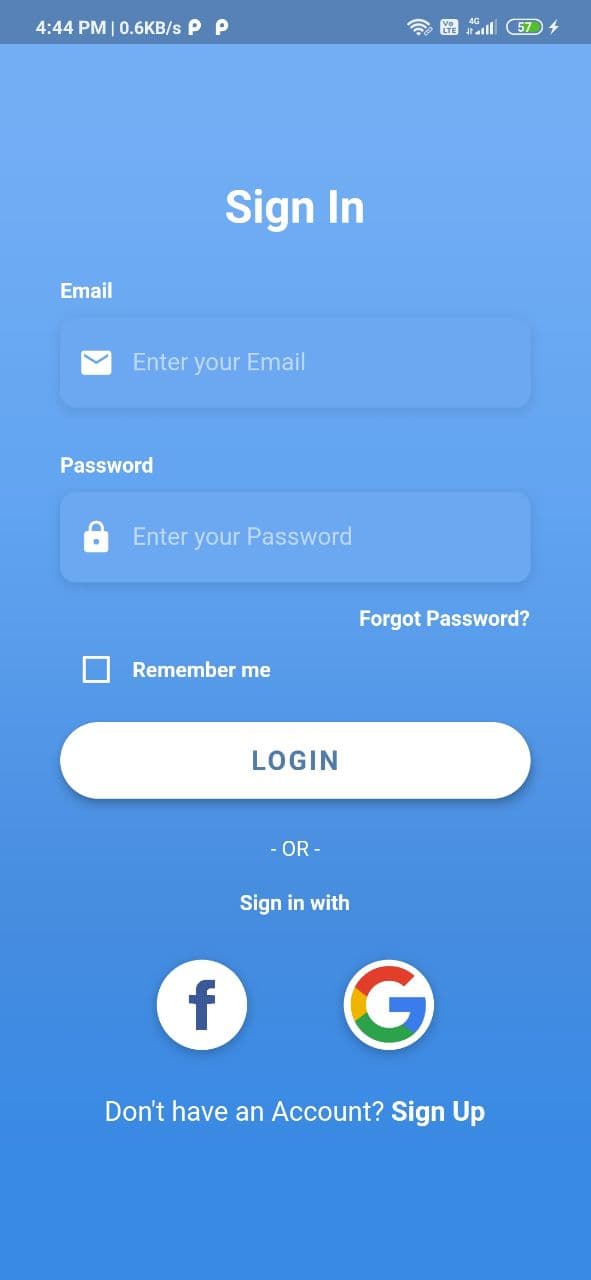 4:44 PM | 0.6KB/s
Vo LTE 4G 57
Sign In
Email
Enter your Email
Password
Enter your Password
Forgot Password?
Remember me
LOGIN
- OR -
Sign in with
f G
Don't have an Account? Sign Up